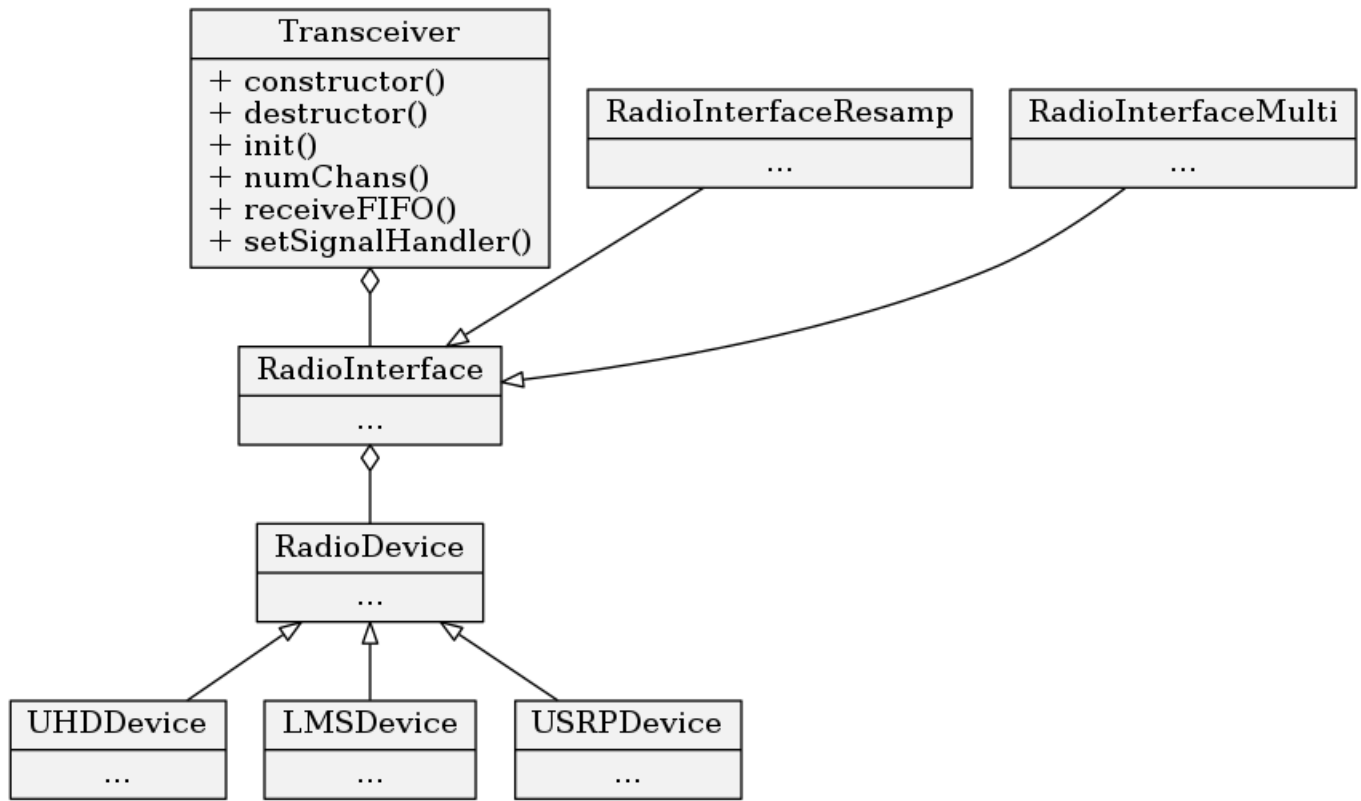 Transceiver
+ constructor()
+ destructor()
+ init()
+ numChans()
+ receiveFIFO()
+ setSignalHandler()
RadioInterfaceResamp
...
RadioInterfaceMulti
...
RadioInterface
...
RadioDevice
...
UHDDevice
...
LMSDevice
...
USRPDevice
...